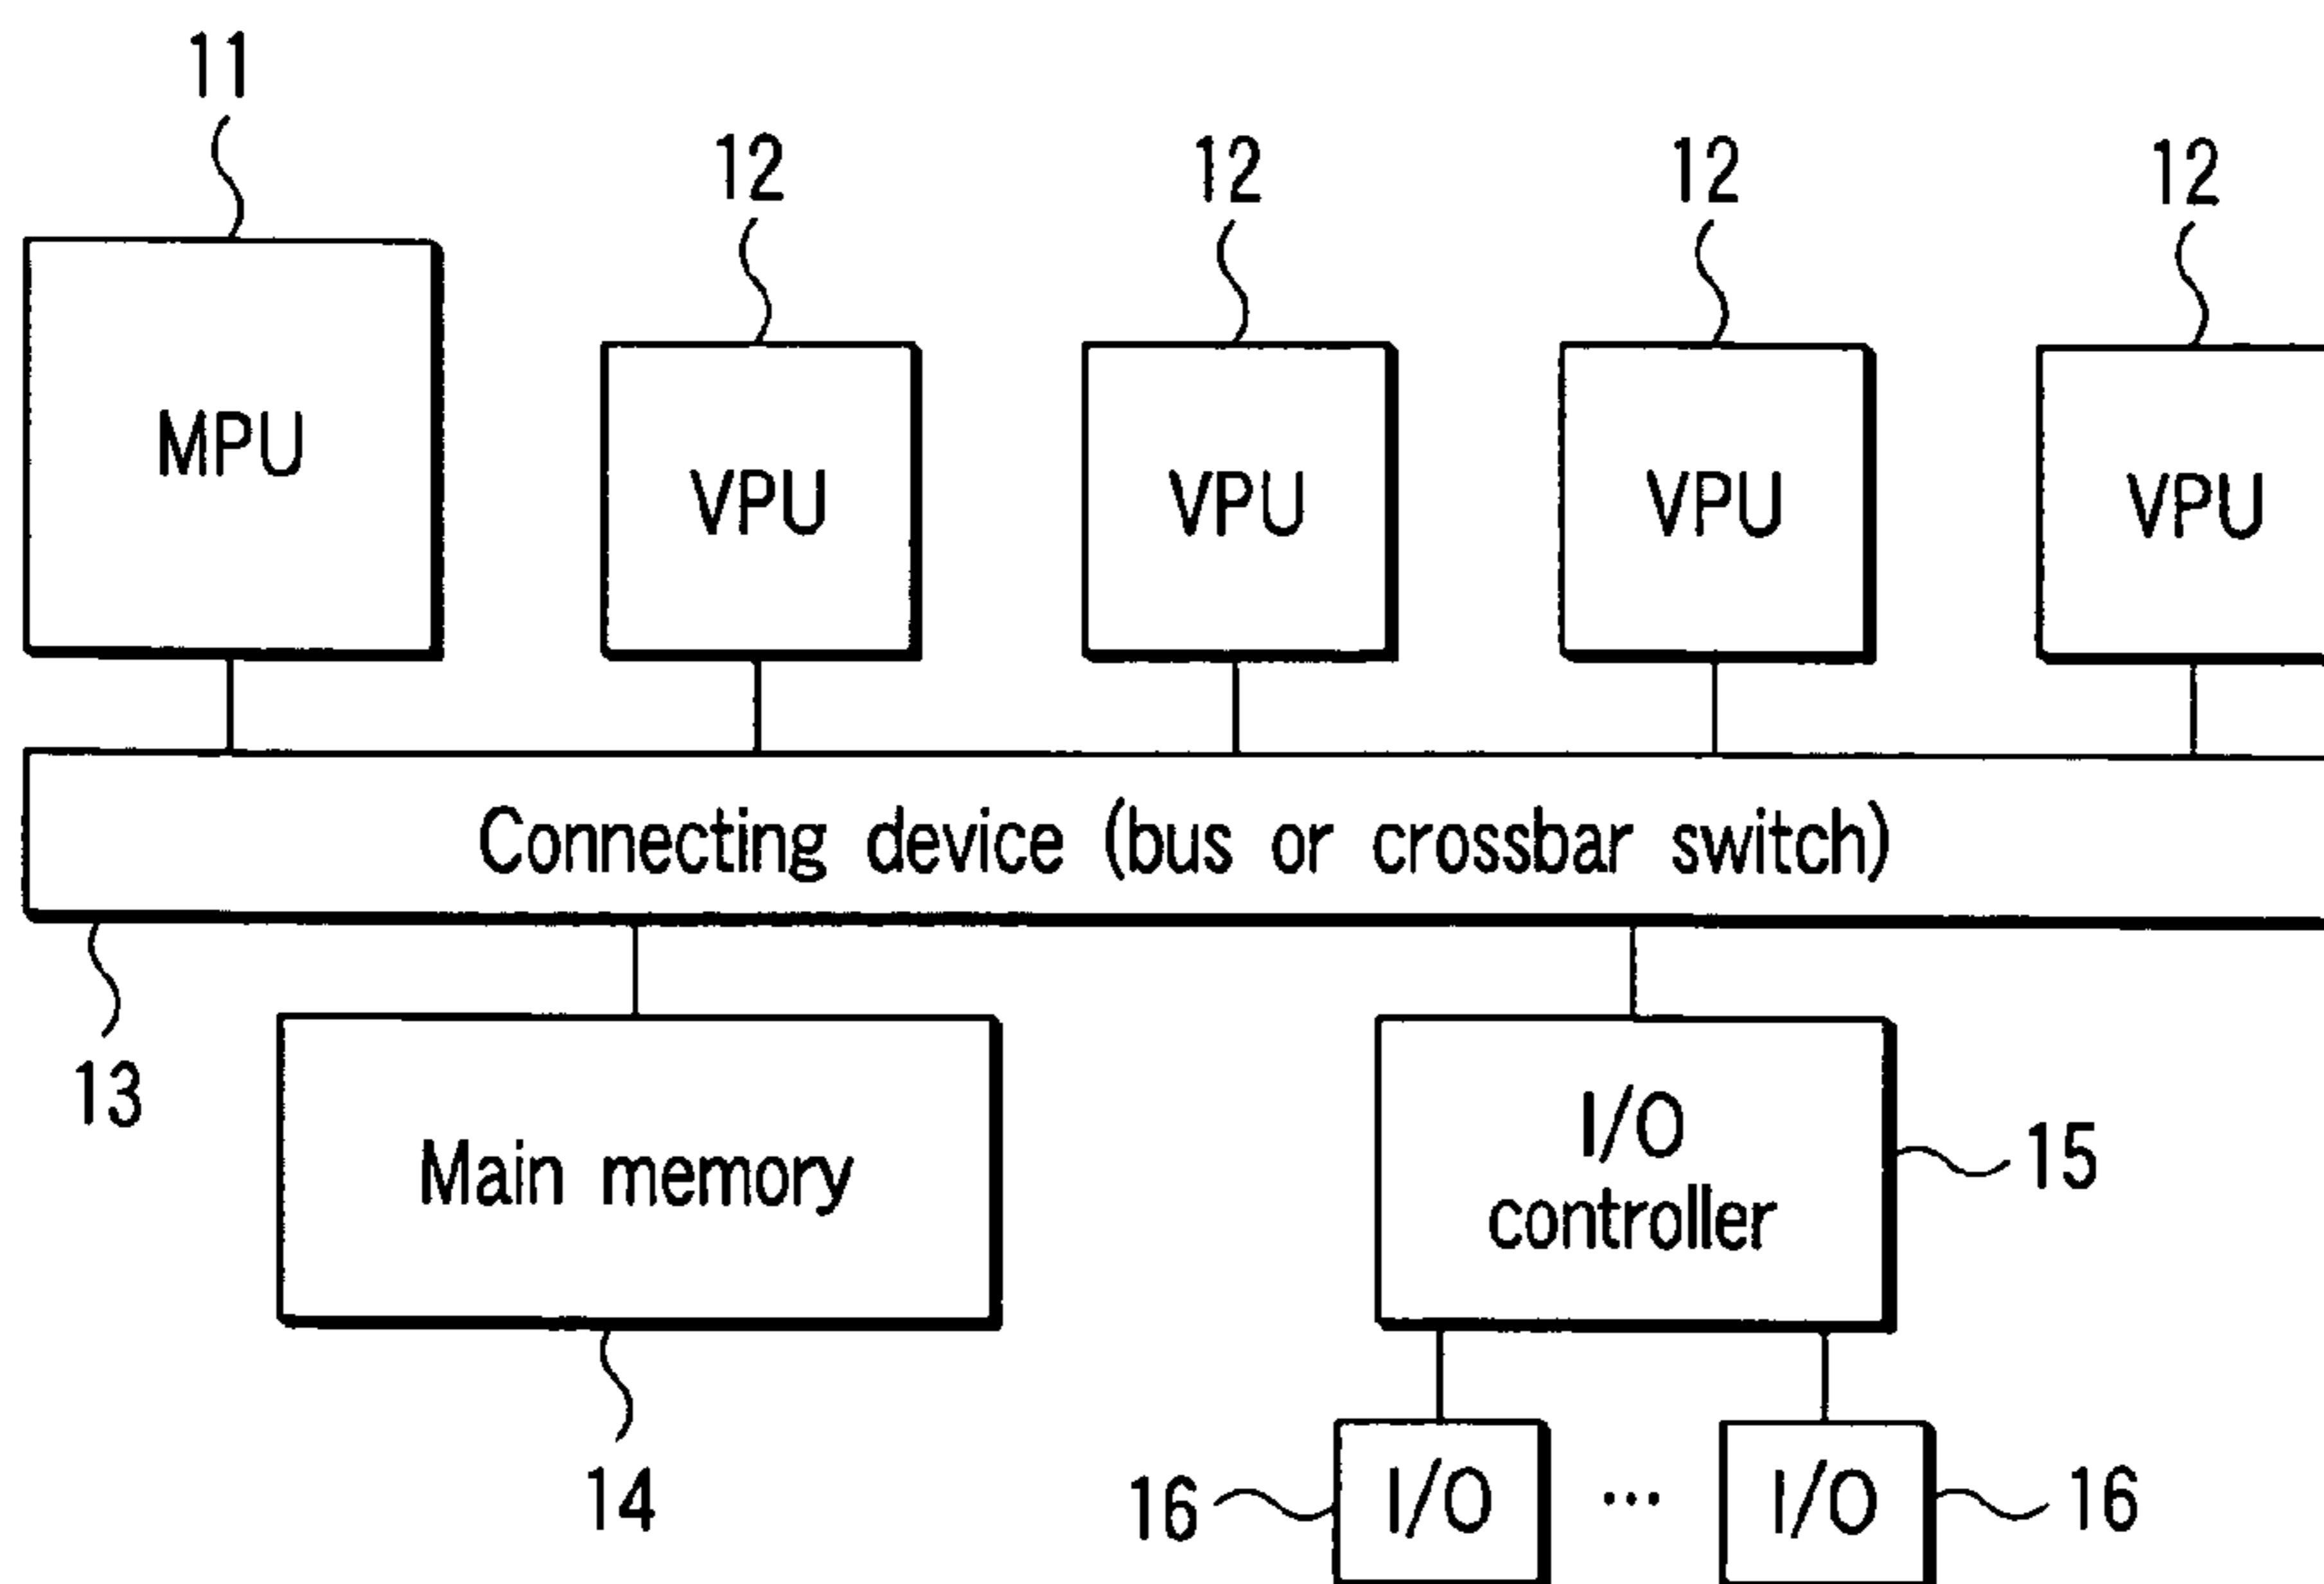 11
12 12 12 12
MPU VPU VPU VPU VPU
Connecting device (bus or crossbar switch)
13
Main memory
I/O
controller
15
14
16 I/O ... I/O 16